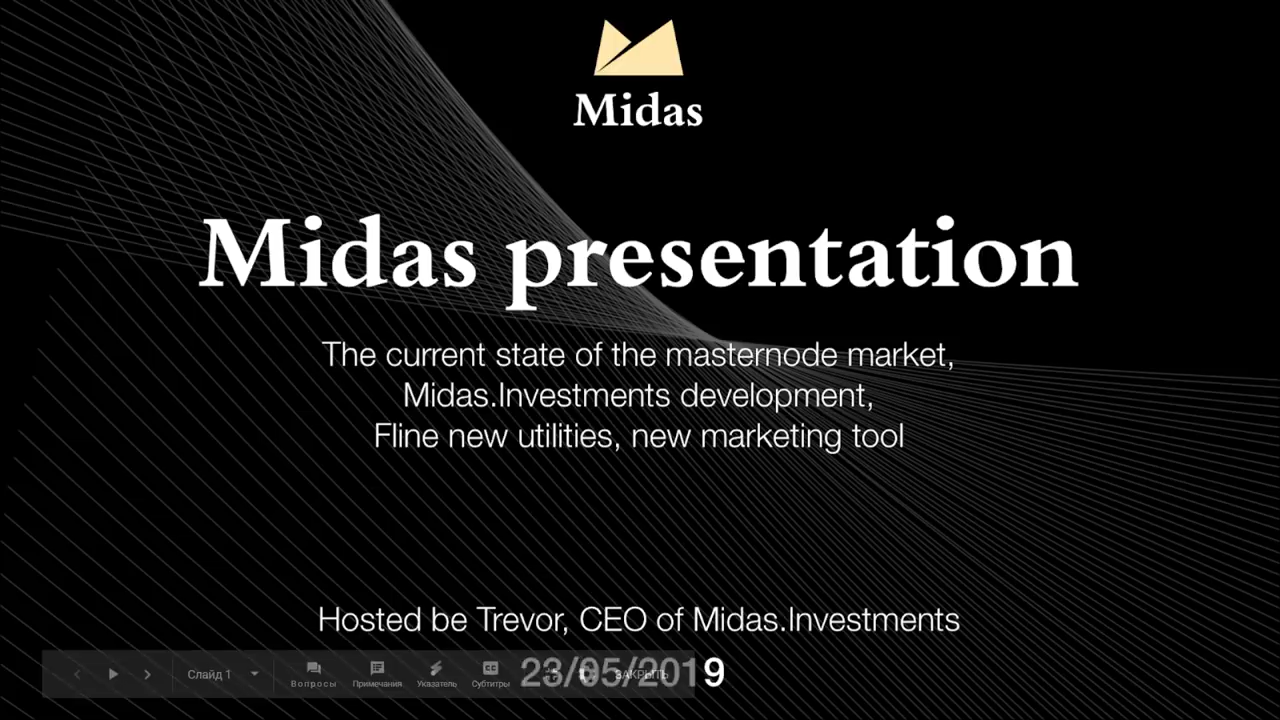 Midas
Midas presentation
The current state of the masternode market,
Midas.Investments development,
Fline new utilities, new marketing tool
Hosted be Trevor, CEO of Midas.Investments
23/05/2019
Слайд 1
Вопросы
Примечания
Указатель
Субтитры
ЗАКРЫТЬ